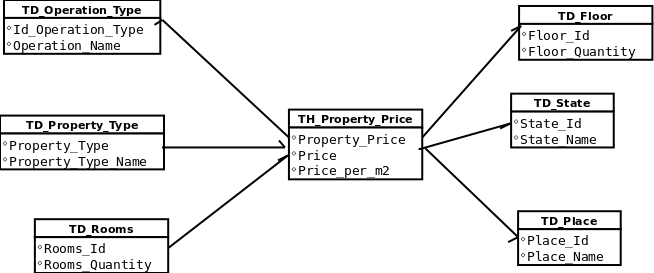 TD_Operation_Type
Id_Operation_Type
Operation_Name
TD_Property_Type
Property_Type
Property_Type_Name
TD_Rooms
Rooms_Id
Rooms_Quantity
TH_Property_Price
Property_Price
Price
Price_per_m2
TD_Floor
Floor_Id
Floor_Quantity
TD_State
State_Id
State_Name
TD_Place
Place_Id
Place_Name